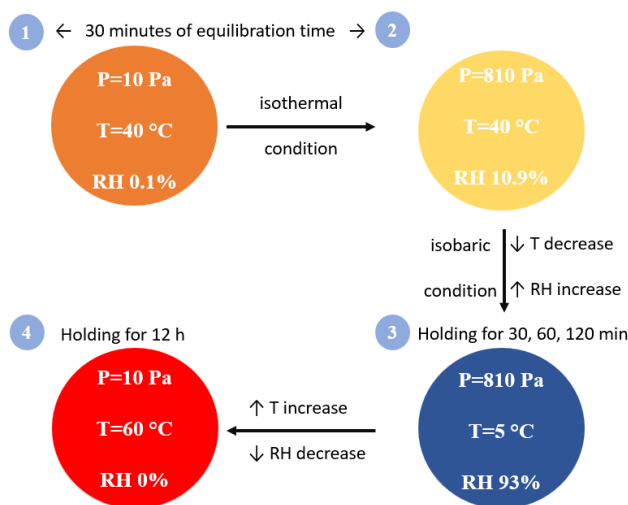 1 ← 30 minutes of equilibration time → 2
P=10 Pa
T=40 °C
RH 0.1%
isothermal
condition
P=810 Pa
T=40 °C
RH 10.9%
isobaric ↓ T decrease
condition ↑ RH increase
4 Holding for 12 h
3 Holding for 30, 60, 120 min
P=10 Pa
T=60 °C
RH 0%
↑ T increase
↓ RH decrease
P=810 Pa
T=5 °C
RH 93%